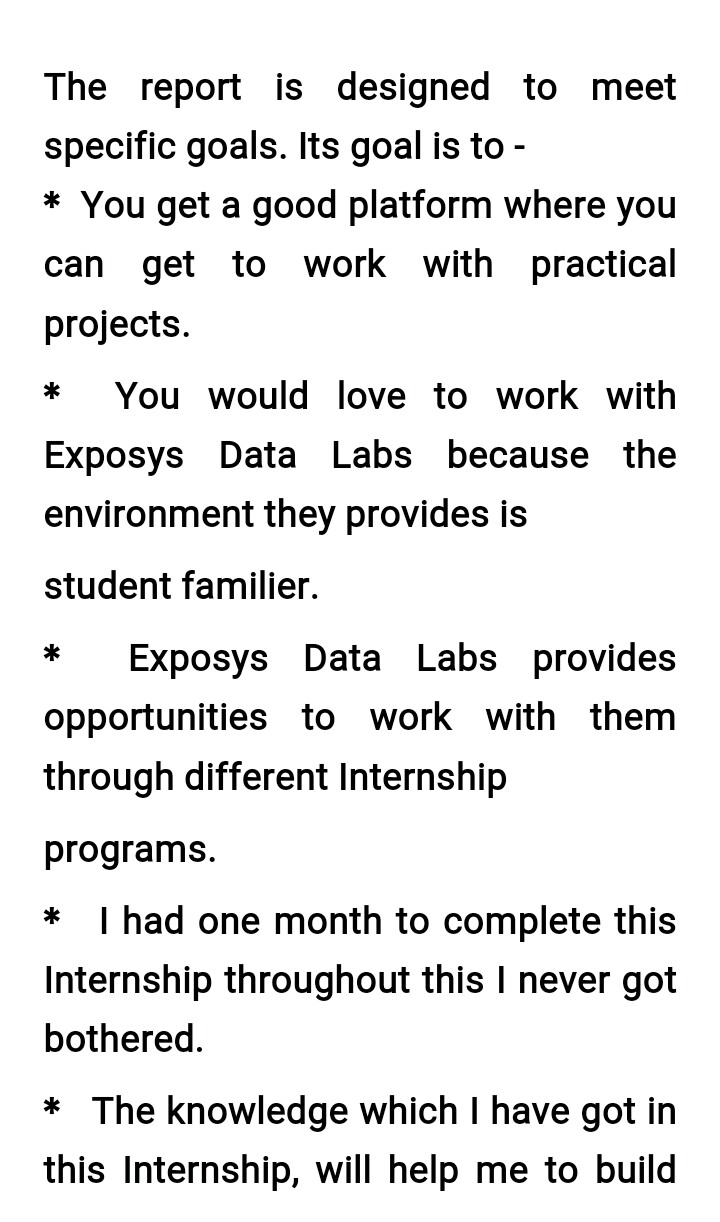 The report is designed to meet
specific goals. Its goal is to -
* You get a good platform where you
can get to work with practical
projects.
* You would love to work with
Exposys Data Labs because the
environment they provides is
student familier.
* Exposys Data Labs provides
opportunities to work with them
through different Internship
programs.
* I had one month to complete this
Internship throughout this I never got
bothered.
* The knowledge which I have got in
this Internship, will help me to build